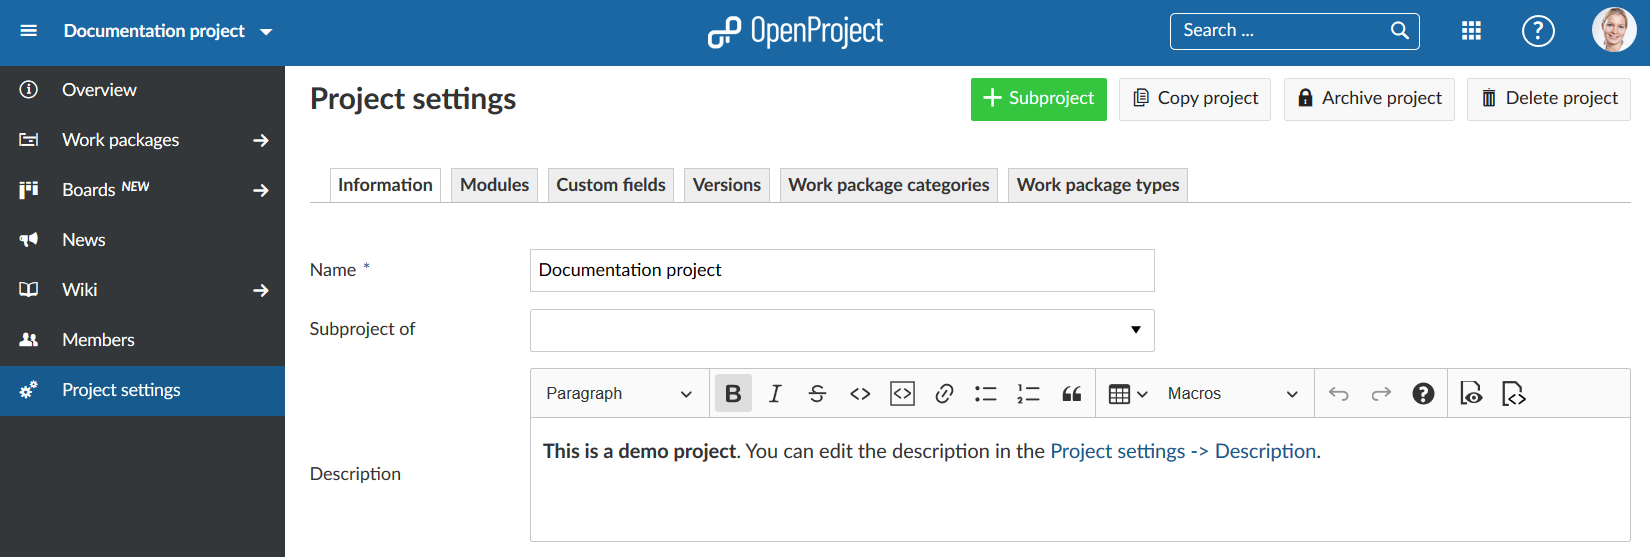 Documentation project
OpenProject
Search ...
Overview
Work packages
Boards NEW
News
Wiki
Members
Project settings
Project settings
Subproject
Copy project
Archive project
Delete project
Information
Modules
Custom fields
Versions
Work package categories
Work package types
Name *
Documentation project
Subproject of
Paragraph
Macros
Description
This is a demo project. You can edit the description in the Project settings -> Description.